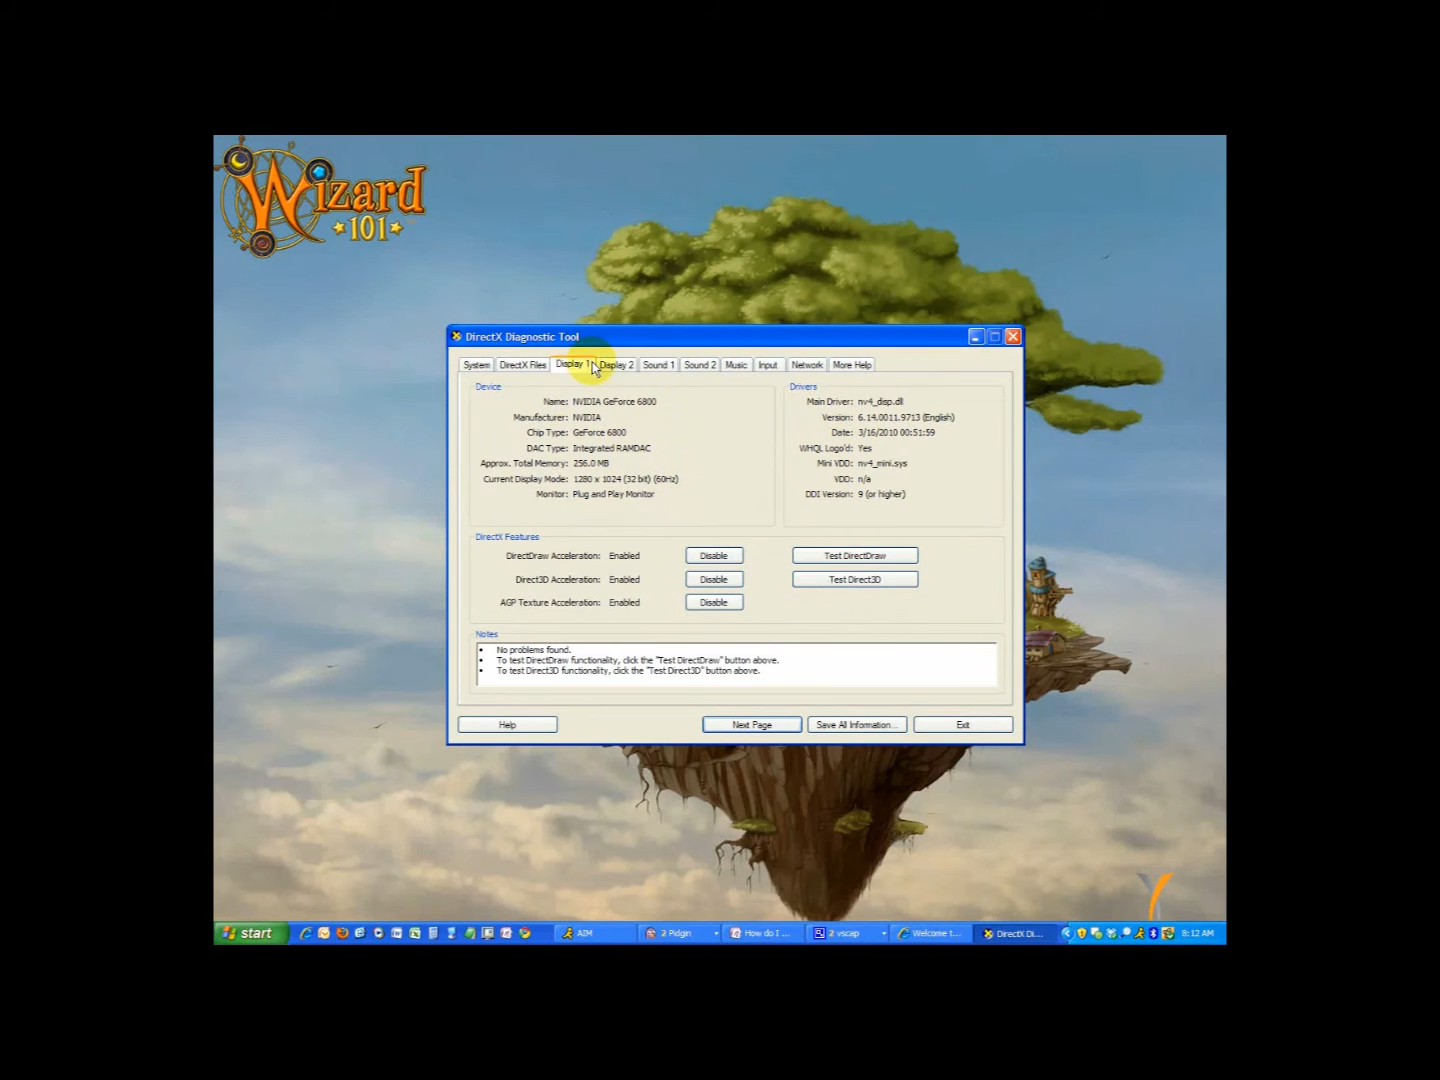 Wizard
101
DirectX Diagnostic Tool
System DirectX Files Display 1 Display 2 Sound 1 Sound 2 Music Input Network More Help
Device
Name: NVIDIA GeForce 6800
Manufacturer: NVIDIA
Chip Type: GeForce 6800
DAC Type: Integrated RAMDAC
Approx. Total Memory: 256.0 MB
Current Display Mode: 1280 x 1024 (32 bit) (60Hz)
Monitor: Plug and Play Monitor
Drivers
Main Driver: nv4_disp.dll
Version: 6.14.0011.9713 (English)
Date: 3/16/2010 00:51:59
WHQL Logo'd: Yes
Mini VDD: nv4_mini.sys
VDD: n/a
DDI Version: 9 (or higher)
DirectX Features
DirectDraw Acceleration: Enabled Disable Test DirectDraw
Direct3D Acceleration: Enabled Disable Test Direct3D
AGP Texture Acceleration: Enabled Disable
Notes
• No problems found.
• To test DirectDraw functionality, click the "Test DirectDraw" button above.
• To test Direct3D functionality, click the "Test Direct3D" button above.
Help Next Page Save All Information... Exit
start AIM 2 Pidgin How do I ... 2 vscap Welcome t... DirectX Di... 8:12 AM